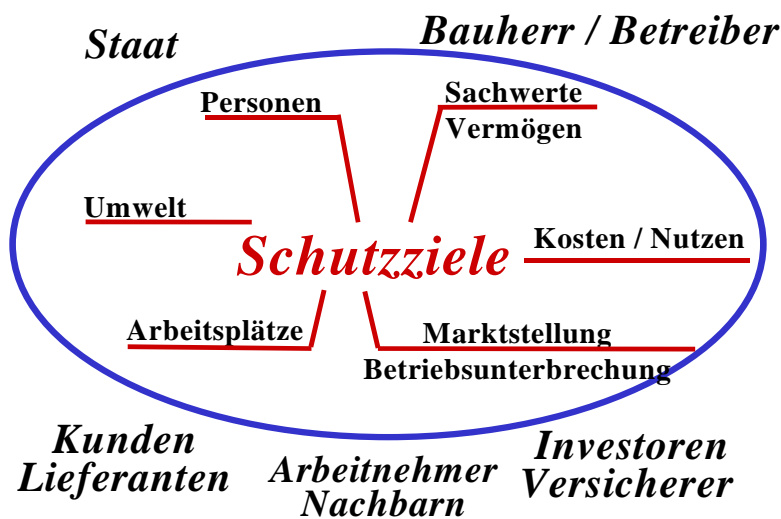 Staat
Bauherr / Betreiber
Personen
Sachwerte
Vermögen
Umwelt
Schutzziele
Kosten / Nutzen
Arbeitsplätze
Marktstellung
Betriebsunterbrechung
Kunden
Lieferanten
Arbeitnehmer
Nachbarn
Investoren
Versicherer